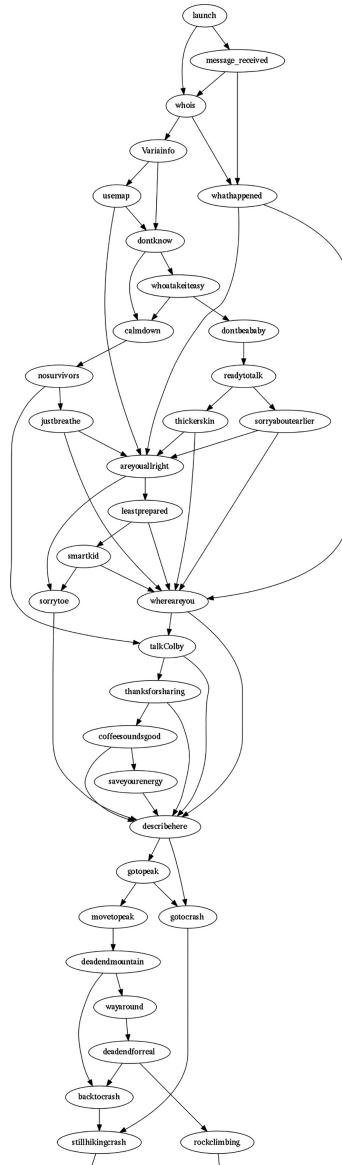 launch
message_received
whois
Variainfo
usemap
whathappened
dontknow
whoatakeiteasy
calmdown
dontbeababy
nosurvivors
readytotalk
justbreathe
thickerskin
sorryaboutearlier
areyouallright
leastprepared
smartkid
sorrytoe
whereareyou
talkColby
thanksforsharing
coffeesoundsgood
saveyourenergy
describehere
gotopeak
movetopeak
gotocrash
deadendmountain
wayaround
deadendforreal
backtocrash
stillhikingcrash
rockclimbing